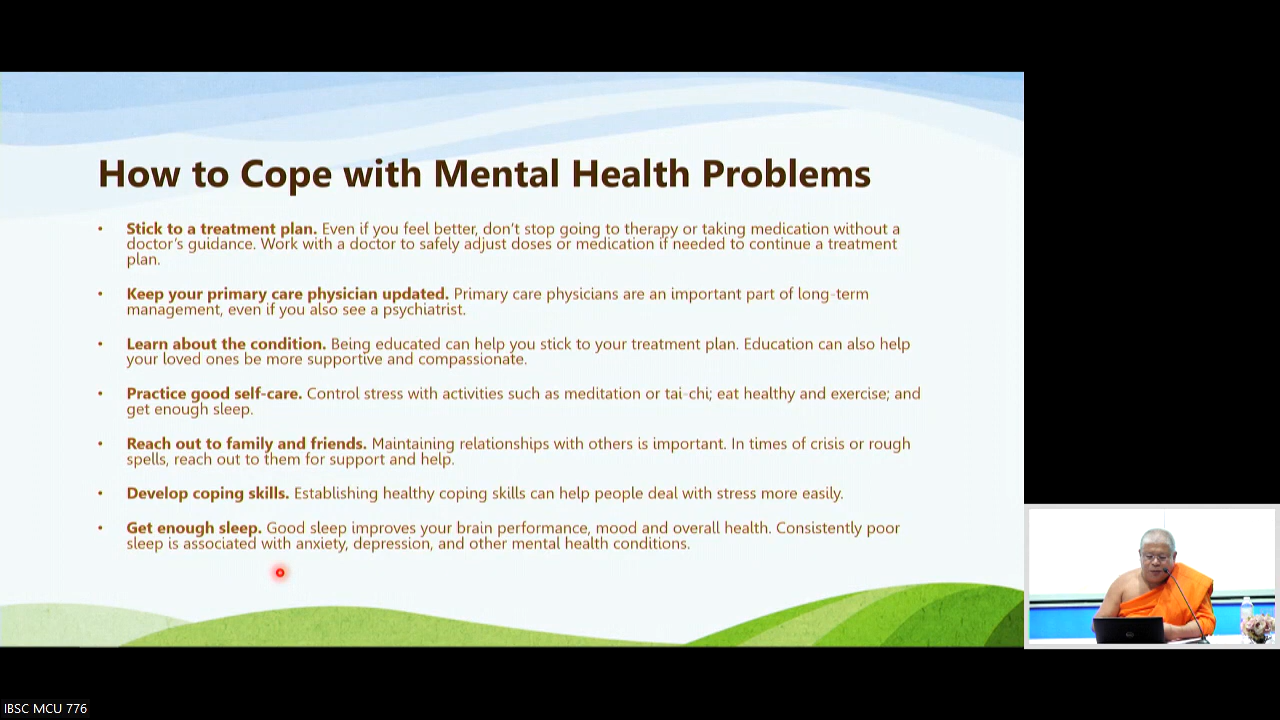 How to Cope with Mental Health Problems
• Stick to a treatment plan. Even if you feel better, don’t stop going to therapy or taking medication without a
doctor’s guidance. Work with a doctor to safely adjust doses or medication if needed to continue a treatment
plan.
• Keep your primary care physician updated. Primary care physicians are an important part of long-term
management, even if you also see a psychiatrist.
• Learn about the condition. Being educated can help you stick to your treatment plan. Education can also help
your loved ones be more supportive and compassionate.
• Practice good self-care. Control stress with activities such as meditation or tai-chi; eat healthy and exercise; and
get enough sleep.
• Reach out to family and friends. Maintaining relationships with others is important. In times of crisis or rough
spells, reach out to them for support and help.
• Develop coping skills. Establishing healthy coping skills can help people deal with stress more easily.
• Get enough sleep. Good sleep improves your brain performance, mood and overall health. Consistently poor
sleep is associated with anxiety, depression, and other mental health conditions.
IBSC MCU 776